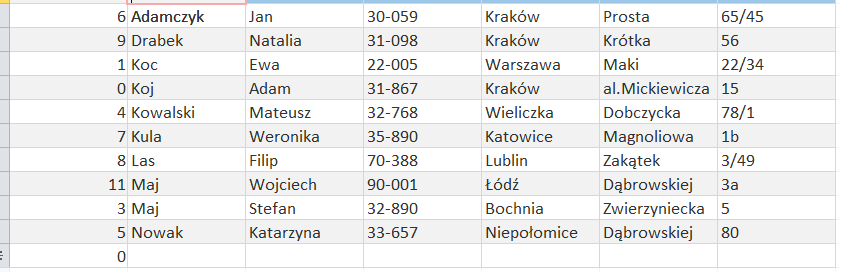 6 Adamczyk Jan 30-059 Kraków Prosta 65/45
9 Drabek Natalia 31-098 Kraków Krótka 56
1 Koc Ewa 22-005 Warszawa Maki 22/34
0 Koj Adam 31-867 Kraków al.Mickiewicza 15
4 Kowalski Mateusz 32-768 Wieliczka Dobczycka 78/1
7 Kula Weronika 35-890 Katowice Magnoliowa 1b
8 Las Filip 70-388 Lublin Zakątek 3/49
11 Maj Wojciech 90-001 Łódź Dąbrowskiej 3a
3 Maj Stefan 32-890 Bochnia Zwierzyniecka 5
5 Nowak Katarzyna 33-657 Niepołomice Dąbrowskiej 80
0